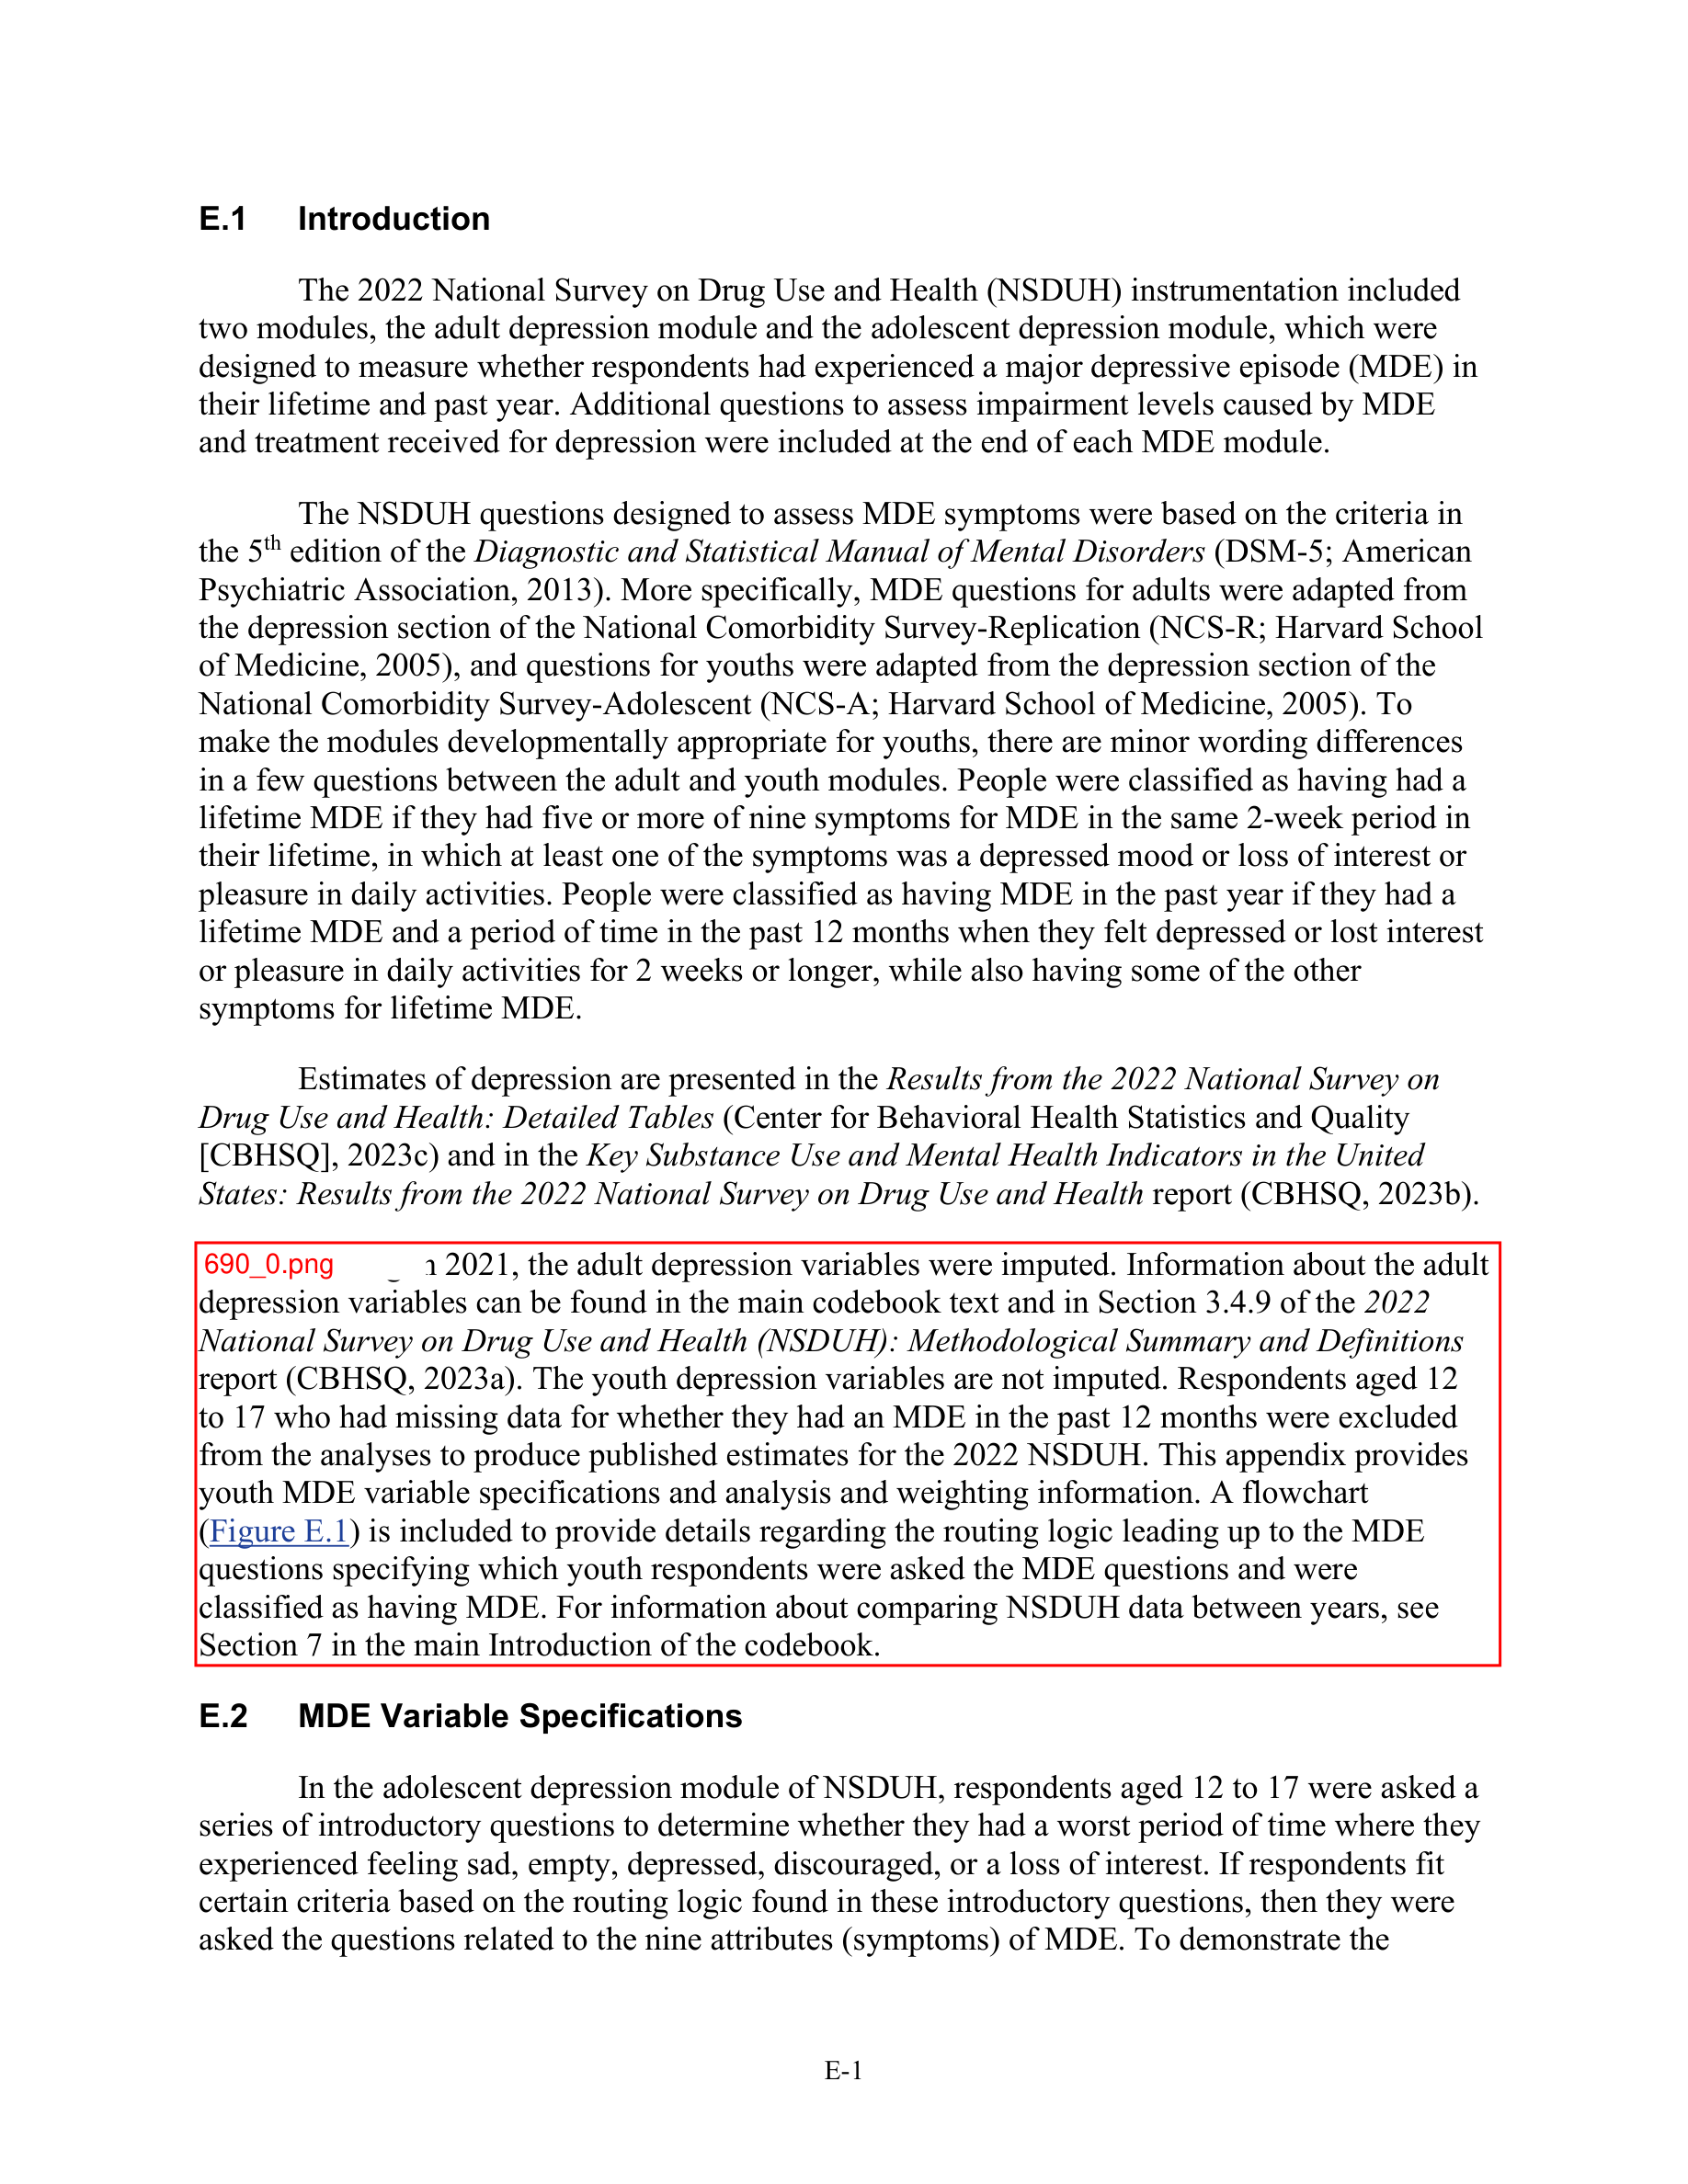 E.1 Introduction
The 2022 National Survey on Drug Use and Health (NSDUH) instrumentation included
two modules, the adult depression module and the adolescent depression module, which were
designed to measure whether respondents had experienced a major depressive episode (MDE) in
their lifetime and past year. Additional questions to assess impairment levels caused by MDE
and treatment received for depression were included at the end of each MDE module.
The NSDUH questions designed to assess MDE symptoms were based on the criteria in
the 5th edition of the Diagnostic and Statistical Manual of Mental Disorders (DSM-5; American
Psychiatric Association, 2013). More specifically, MDE questions for adults were adapted from
the depression section of the National Comorbidity Survey-Replication (NCS-R; Harvard School
of Medicine, 2005), and questions for youths were adapted from the depression section of the
National Comorbidity Survey-Adolescent (NCS-A; Harvard School of Medicine, 2005). To
make the modules developmentally appropriate for youths, there are minor wording differences
in a few questions between the adult and youth modules. People were classified as having had a
lifetime MDE if they had five or more of nine symptoms for MDE in the same 2-week period in
their lifetime, in which at least one of the symptoms was a depressed mood or loss of interest or
pleasure in daily activities. People were classified as having MDE in the past year if they had a
lifetime MDE and a period of time in the past 12 months when they felt depressed or lost interest
or pleasure in daily activities for 2 weeks or longer, while also having some of the other
symptoms for lifetime MDE.
Estimates of depression are presented in the Results from the 2022 National Survey on
Drug Use and Health: Detailed Tables (Center for Behavioral Health Statistics and Quality
[CBHSQ], 2023c) and in the Key Substance Use and Mental Health Indicators in the United
States: Results from the 2022 National Survey on Drug Use and Health report (CBHSQ, 2023b).
690_0.png 2021, the adult depression variables were imputed. Information about the adult
depression variables can be found in the main codebook text and in Section 3.4.9 of the 2022
National Survey on Drug Use and Health (NSDUH): Methodological Summary and Definitions
report (CBHSQ, 2023a). The youth depression variables are not imputed. Respondents aged 12
to 17 who had missing data for whether they had an MDE in the past 12 months were excluded
from the analyses to produce published estimates for the 2022 NSDUH. This appendix provides
youth MDE variable specifications and analysis and weighting information. A flowchart
(Figure E.1) is included to provide details regarding the routing logic leading up to the MDE
questions specifying which youth respondents were asked the MDE questions and were
classified as having MDE. For information about comparing NSDUH data between years, see
Section 7 in the main Introduction of the codebook.
E.2 MDE Variable Specifications
In the adolescent depression module of NSDUH, respondents aged 12 to 17 were asked a
series of introductory questions to determine whether they had a worst period of time where they
experienced feeling sad, empty, depressed, discouraged, or a loss of interest. If respondents fit
certain criteria based on the routing logic found in these introductory questions, then they were
asked the questions related to the nine attributes (symptoms) of MDE. To demonstrate the
E-1